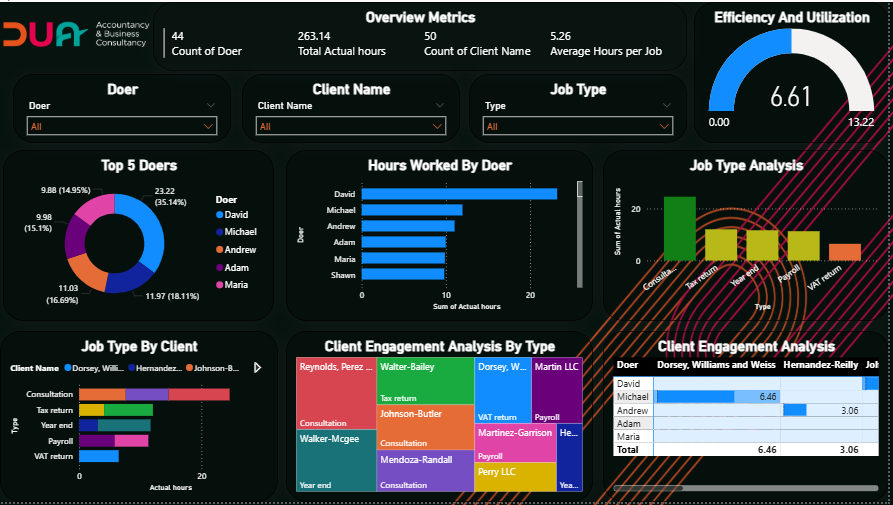 DUA
Accountancy
& Business
Consultancy
Overview Metrics
44
Count of Doer
263.14
Total Actual hours
50
Count of Client Name
5.26
Average Hours per Job
Efficiency And Utilization
6.61
0.00
13.22
Doer
Doer
All
Client Name
Client Name
All
Job Type
Type
All
Top 5 Doers
9.88 (14.95%)
23.22
(35.14%)
9.98
(15.1%)
11.03
(16.69%)
11.97 (18.11%)
Doer
David
Michael
Andrew
Adam
Maria
Hours Worked By Doer
Doer
David
Michael
Andrew
Adam
Maria
Shawn
0
10
20
Sum of Actual hours
Job Type Analysis
Sum of Actual hours
20
0
Consulta...
Tax return
Year end
Payroll
VAT return
Type
Job Type By Client
Client Name
Dorsey, Willi...
Hernandez...
Johnson-B...
Type
Consultation
Tax return
Year end
Payroll
VAT return
0
20
Actual hours
Client Engagement Analysis By Type
Reynolds, Perez ...
Consultation
Walker-Mcgee
Year end
Walter-Bailey
Tax return
Johnson-Butler
Consultation
Mendoza-Randall
Consultation
Dorsey, W...
VAT return
Martin LLC
Payroll
Martinez-Garrison
Payroll
Perry LLC
He...
Yea...
Client Engagement Analysis
Doer Dorsey, Williams and Weiss Hernandez-Reilly Joh
David
Michael 6.46
Andrew 3.06
Adam
Maria
Total 6.46 3.06